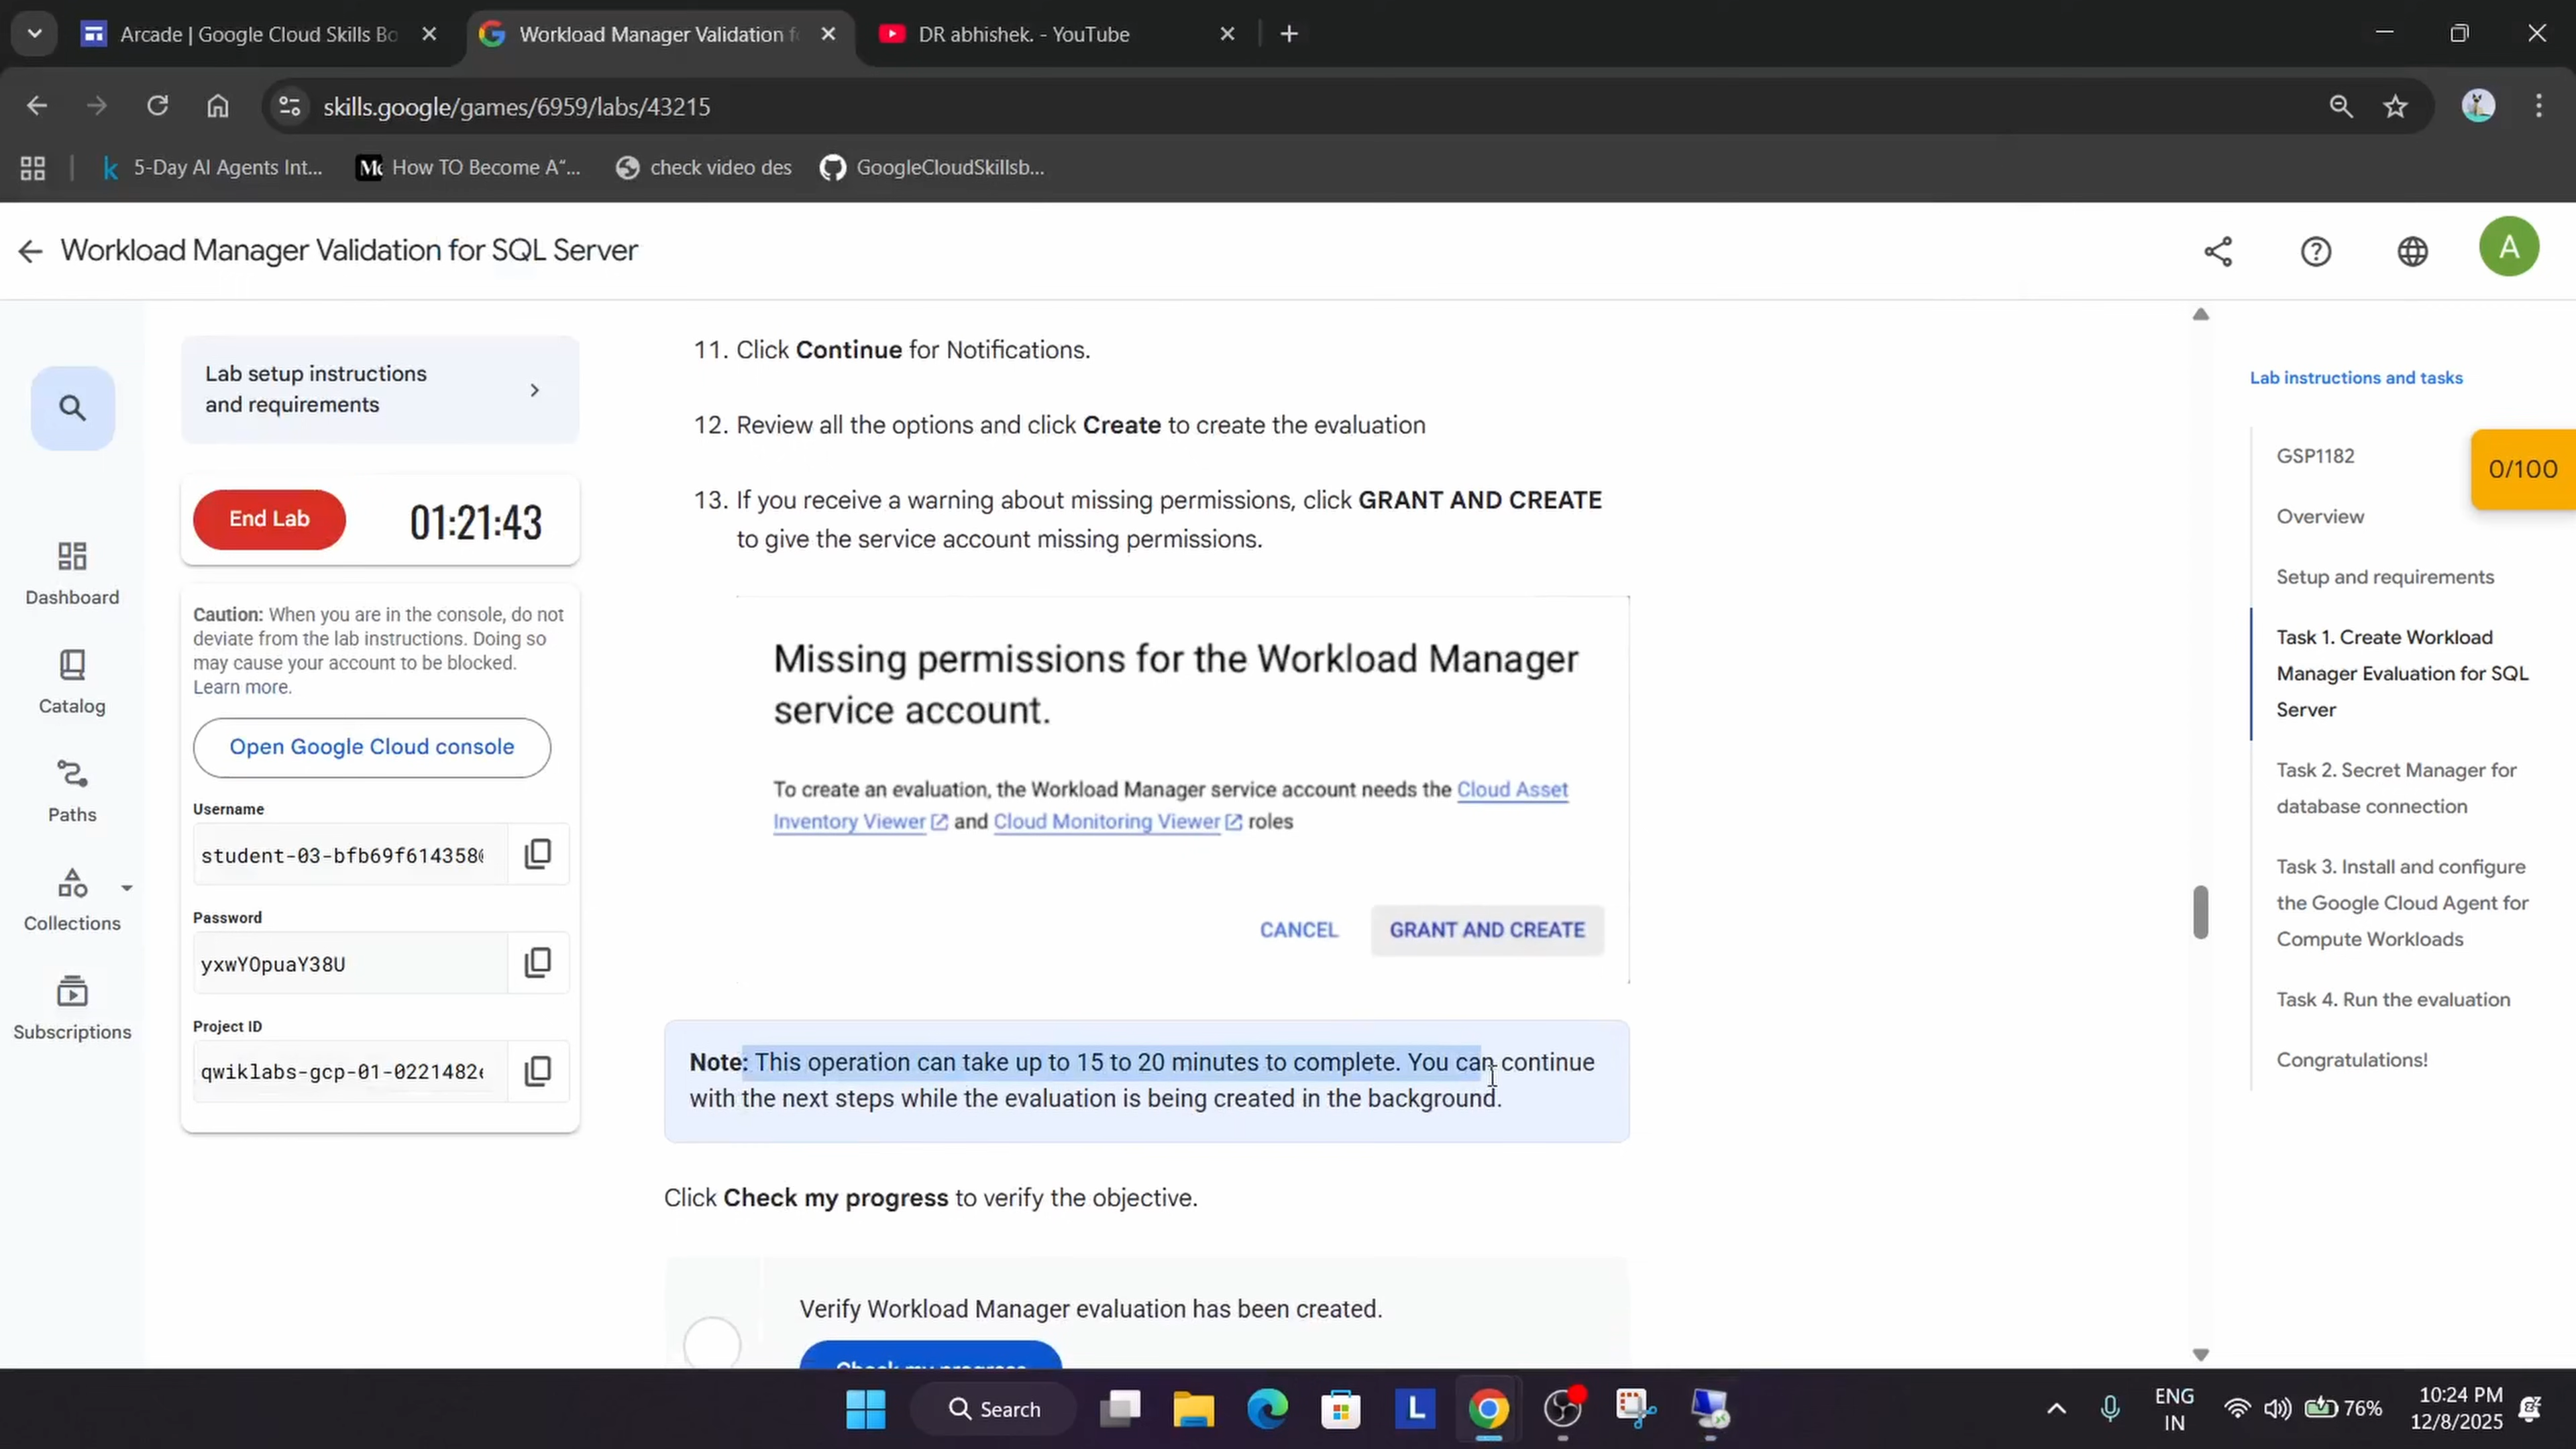 Arcade | Google Cloud Skills Bo
Workload Manager Validation f
DR abhishek. - YouTube
skills.google/games/6959/labs/43215
5-Day AI Agents Int...
How TO Become A“...
check video des
GoogleCloudSkillsb...
Workload Manager Validation for SQL Server
A
Lab setup instructions
and requirements
End Lab
01:21:43
Caution: When you are in the console, do not
deviate from the lab instructions. Doing so
may cause your account to be blocked.
Learn more.
Open Google Cloud console
Username
student-03-bfb69f614358@
Password
yxwYOpuaY38U
Project ID
qwiklabs-gcp-01-0221482e
Dashboard
Catalog
Paths
Collections
Subscriptions
11. Click Continue for Notifications.
12. Review all the options and click Create to create the evaluation
13. If you receive a warning about missing permissions, click GRANT AND CREATE
to give the service account missing permissions.
Missing permissions for the Workload Manager
service account.
To create an evaluation, the Workload Manager service account needs the Cloud Asset
Inventory Viewer and Cloud Monitoring Viewer roles
CANCEL
GRANT AND CREATE
Note: This operation can take up to 15 to 20 minutes to complete. You can continue
with the next steps while the evaluation is being created in the background.
Click Check my progress to verify the objective.
Verify Workload Manager evaluation has been created.
Check my progress
Lab instructions and tasks
GSP1182
0/100
Overview
Setup and requirements
Task 1. Create Workload
Manager Evaluation for SQL
Server
Task 2. Secret Manager for
database connection
Task 3. Install and configure
the Google Cloud Agent for
Compute Workloads
Task 4. Run the evaluation
Congratulations!
Search
L
ENG
IN
76%
10:24 PM
12/8/2025